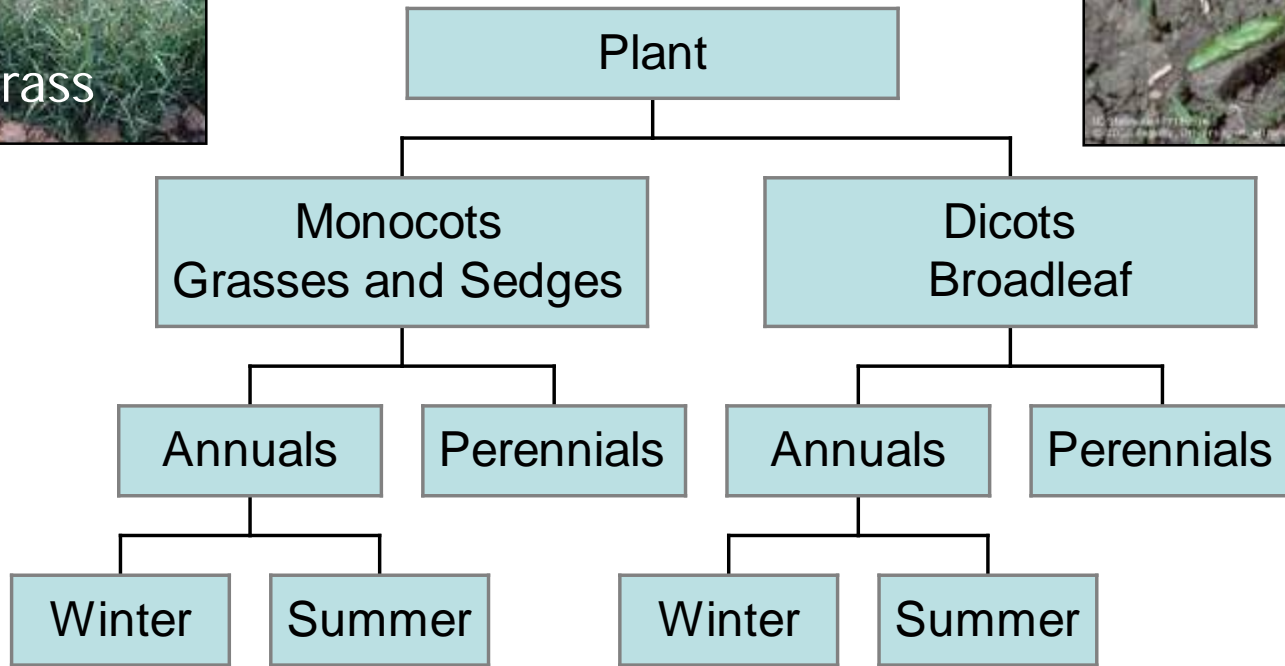 Plant
rass
Monocots
Grasses and Sedges
Dicots
Broadleaf
Annuals
Perennials
Annuals
Perennials
Winter
Summer
Winter
Summer